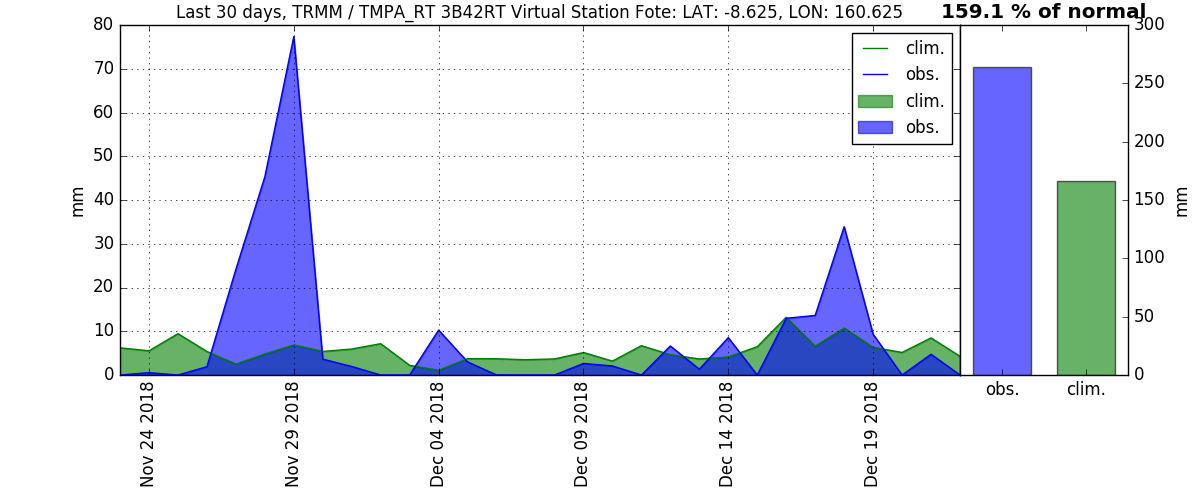 Last 30 days, TRMM / TMPA_RT 3B42RT Virtual Station Fote: LAT: -8.625, LON: 160.625
159.1 % of normal
80
70
60
50
40
30
20
10
0
mm
clim.
obs.
clim.
obs.
Nov 24 2018
Nov 29 2018
Dec 04 2018
Dec 09 2018
Dec 14 2018
Dec 19 2018
300
250
200
150
100
50
0
mm
obs.
clim.